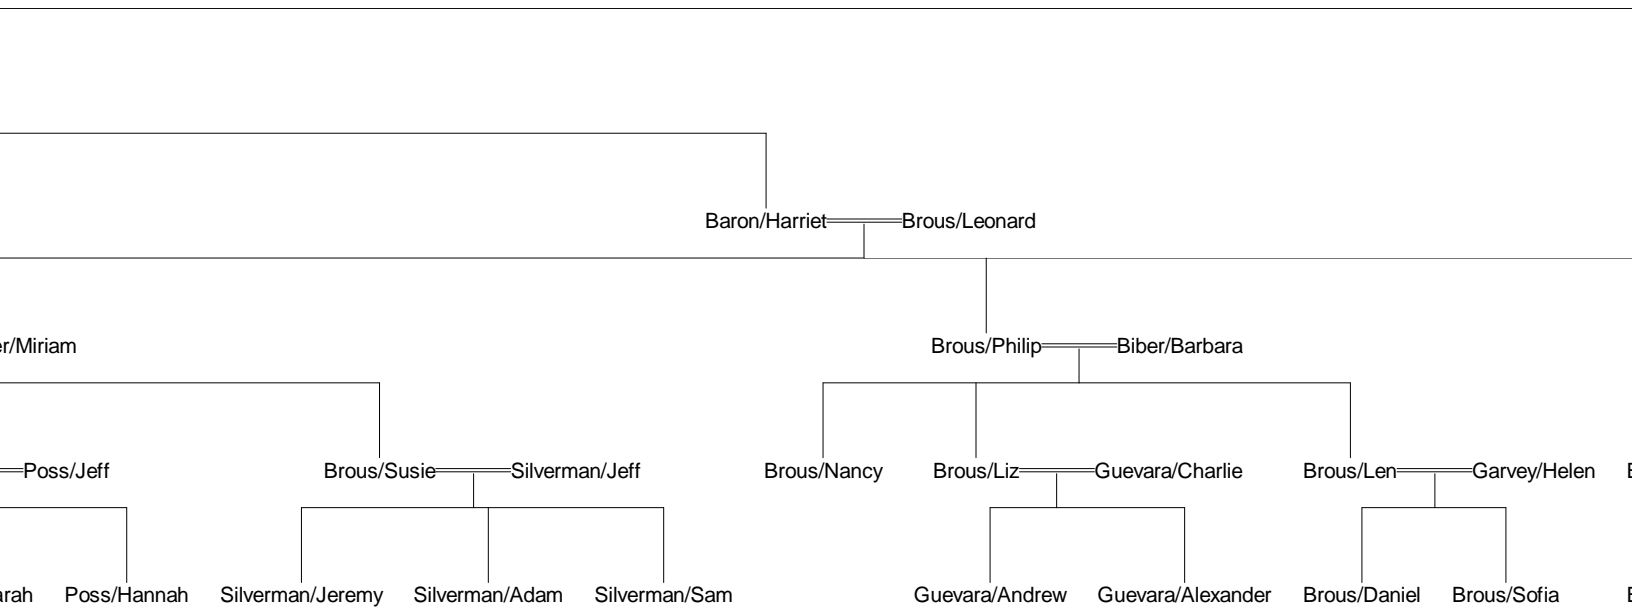 Baron/Harriet Brous/Leonard
/Miriam Brous/Philip Biber/Barbara
Poss/Jeff Brous/Susie Silverman/Jeff Brous/Nancy Brous/Liz Guevara/Charlie Brous/Len Garvey/Helen
Poss/Hannah Silverman/Jeremy Silverman/Adam Silverman/Sam Guevara/Andrew Guevara/Alexander Brous/Daniel Brous/Sofia